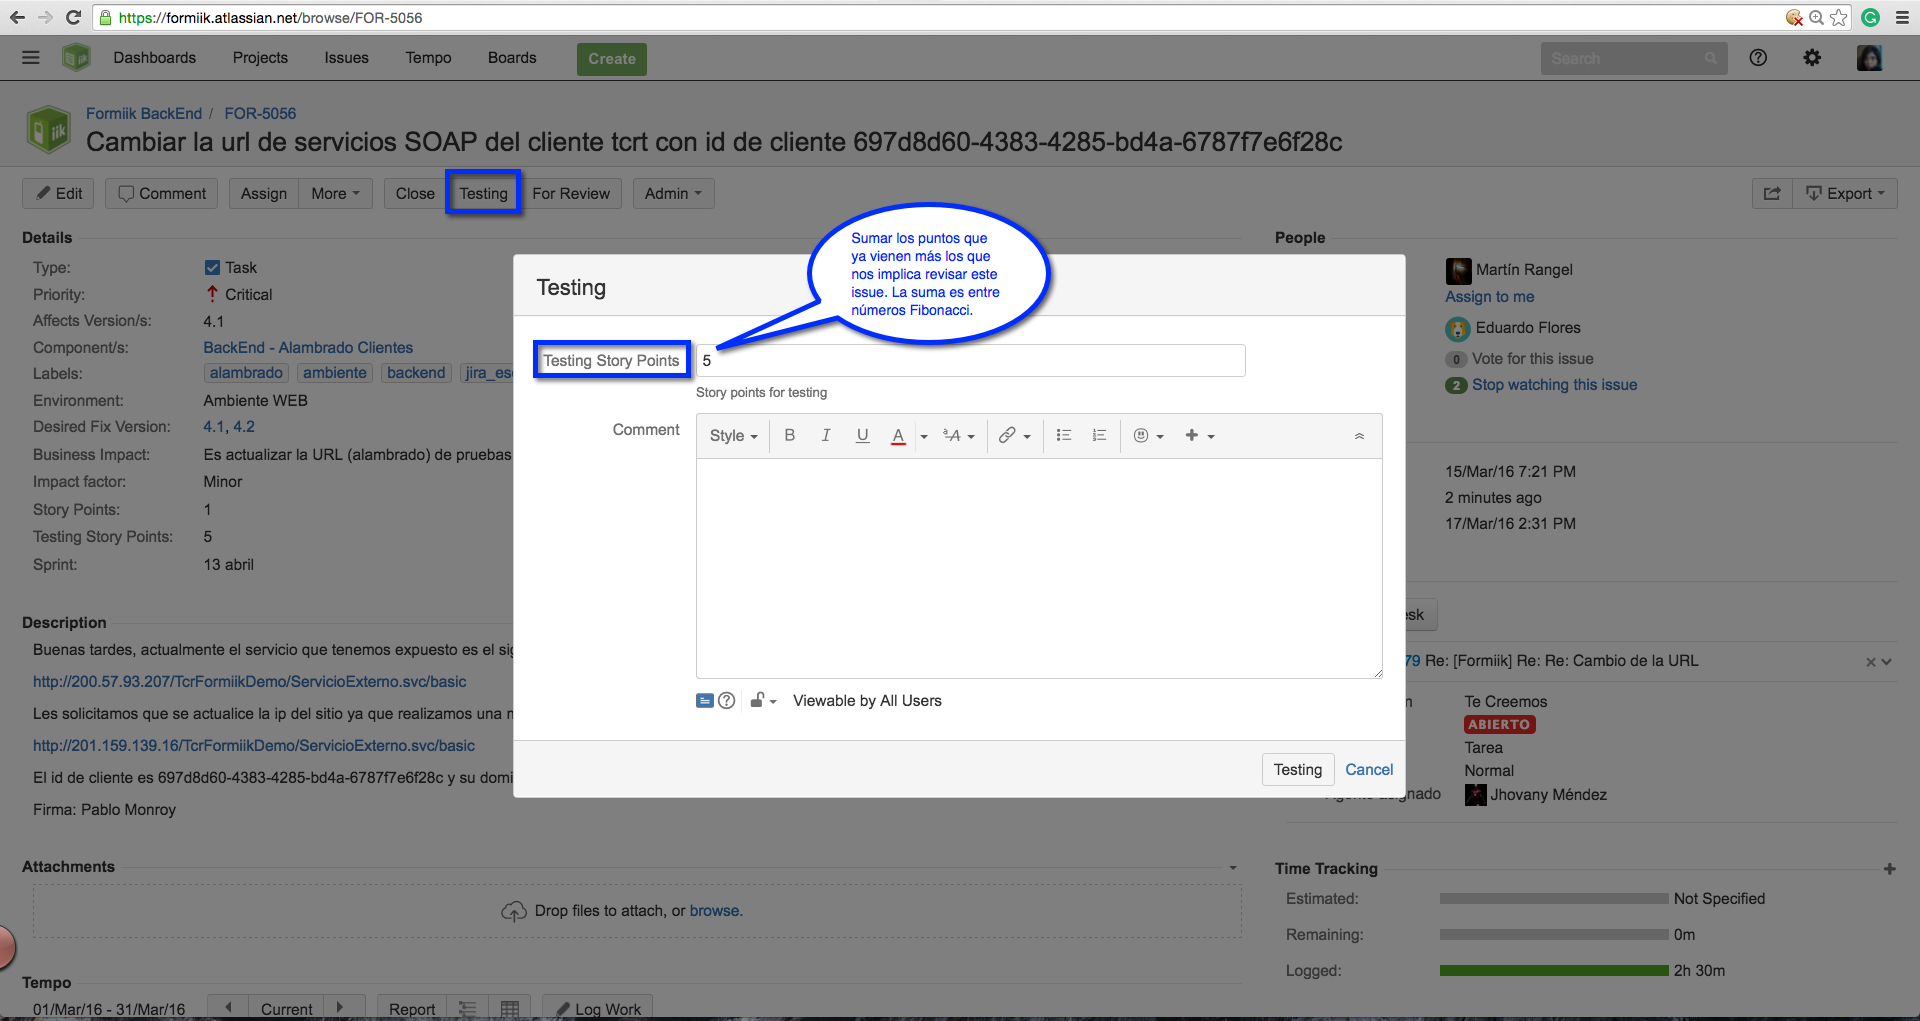 https://formiik.atlassian.net/browse/FOR-5056
Dashboards Projects Issues Tempo Boards Create Search
Formiik BackEnd / FOR-5056
Cambiar la url de servicios SOAP del cliente tcrt con id de cliente 697d8d60-4383-4285-bd4a-6787f7e6f28c
Edit Comment Assign More Close Testing For Review Admin Export
Details
Type: Task
Priority: Critical
Affects Version/s: 4.1
Component/s: BackEnd - Alambrado Clientes
Labels: alambrado ambiente backend jira_es
Environment: Ambiente WEB
Desired Fix Version: 4.1, 4.2
Business Impact: Es actualizar la URL (alambrado) de pruebas
Impact factor: Minor
Story Points: 1
Testing Story Points: 5
Sprint: 13 abril
Description
Buenas tardes, actualmente el servicio que tenemos expuesto es el sig
http://200.57.93.207/TcrFormiikDemo/ServicioExterno.svc/basic
Les solicitamos que se actualice la ip del sitio ya que realizamos una m
http://201.159.139.16/TcrFormiikDemo/ServicioExterno.svc/basic
El id de cliente es 697d8d60-4383-4285-bd4a-6787f7e6f28c y su domi
Firma: Pablo Monroy
Attachments
Drop files to attach, or browse.
Tempo
01/Mar/16 - 31/Mar/16 Current Report Log Work
Testing
Sumar los puntos que
ya vienen más los que
nos implica revisar este
issue. La suma es entre
números Fibonacci.
Testing Story Points 5
Story points for testing
Comment
Style B I U A A
Viewable by All Users
Testing Cancel
People
Martín Rangel
Assign to me
Eduardo Flores
0 Vote for this issue
2 Stop watching this issue
15/Mar/16 7:21 PM
2 minutes ago
17/Mar/16 2:31 PM
sk
79 Re: [Formiik] Re: Re: Cambio de la URL
n Te Creemos
ABIERTO
Tarea
Normal
Agente asignado Jhovany Méndez
Time Tracking
Estimated: Not Specified
Remaining: 0m
Logged: 2h 30m